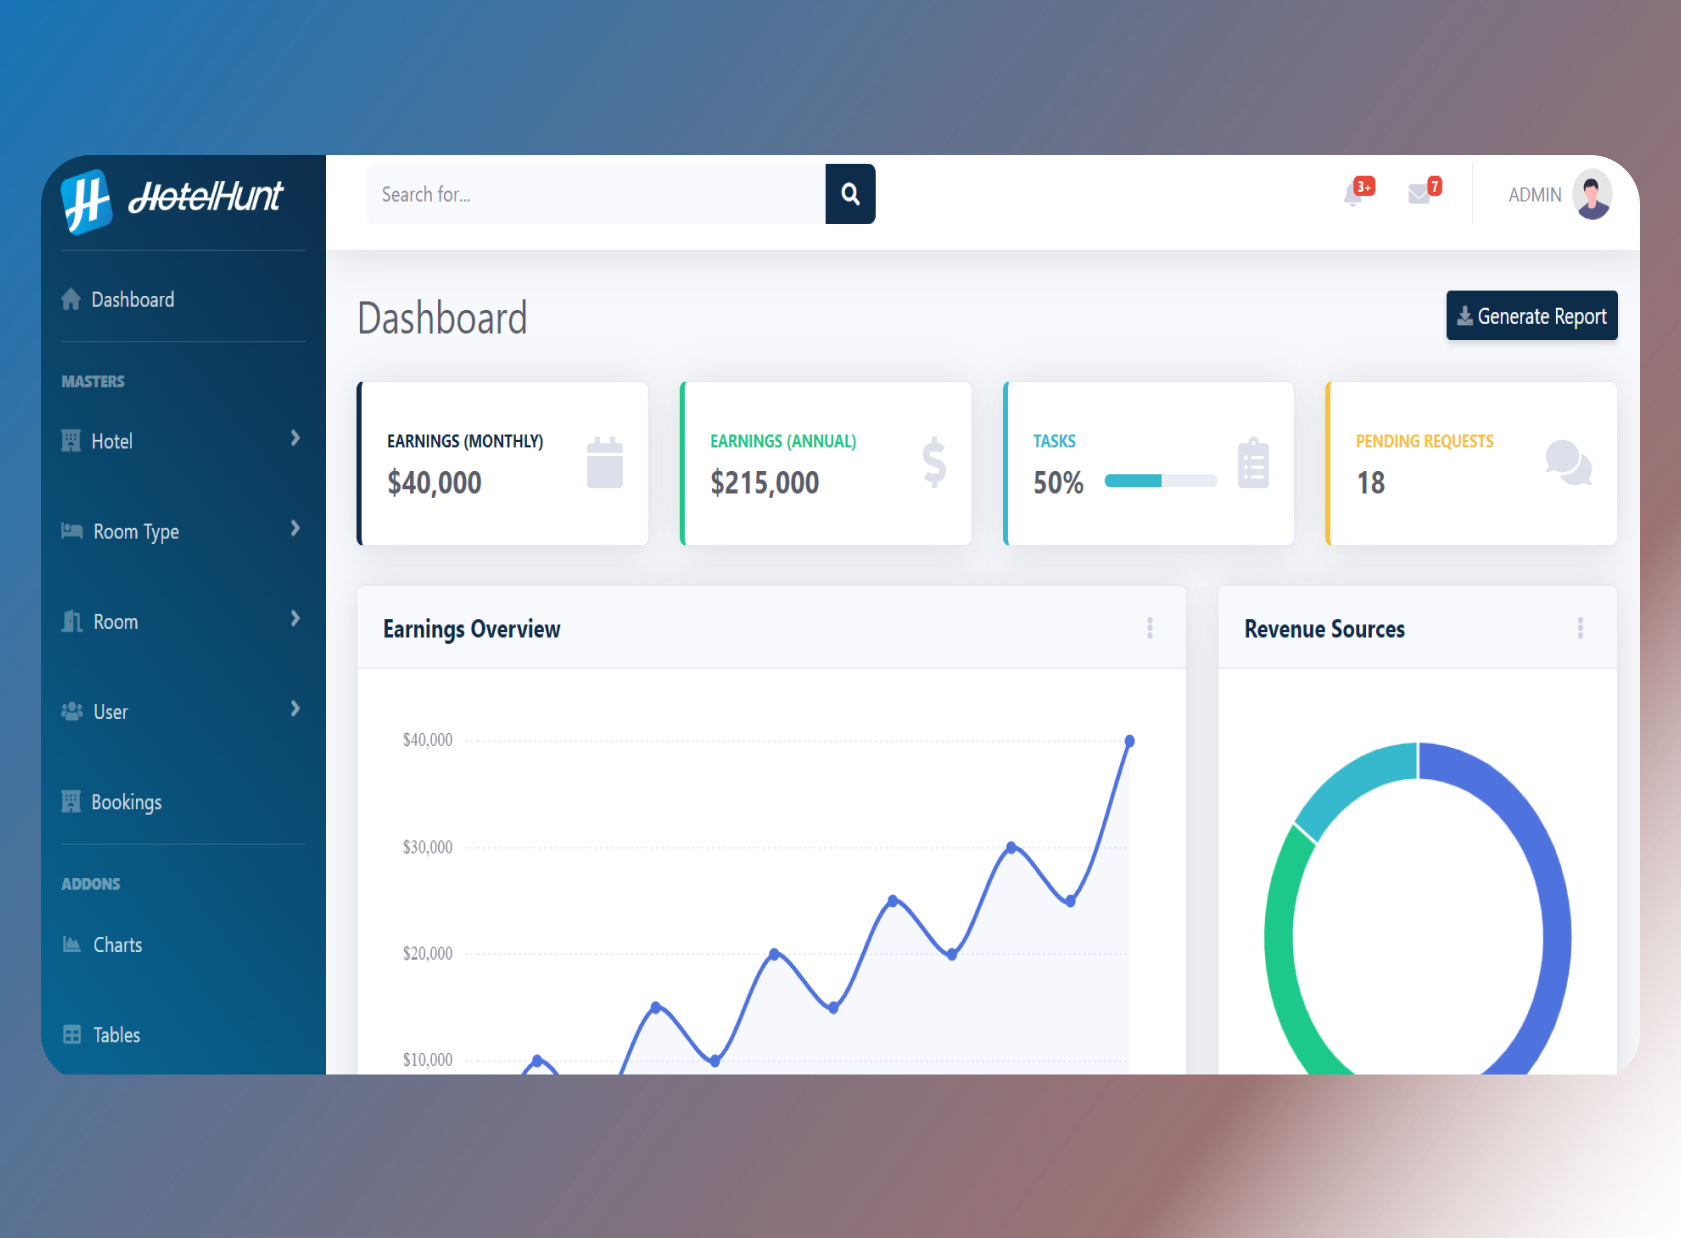 HotelHunt
Search for...
3+
7
ADMIN
Dashboard
MASTERS
Hotel
Room Type
Room
User
Bookings
ADDONS
Charts
Tables
Dashboard
Generate Report
EARNINGS (MONTHLY)
$40,000
EARNINGS (ANNUAL)
$215,000
TASKS
50%
PENDING REQUESTS
18
Earnings Overview
$40,000
$30,000
$20,000
$10,000
Revenue Sources